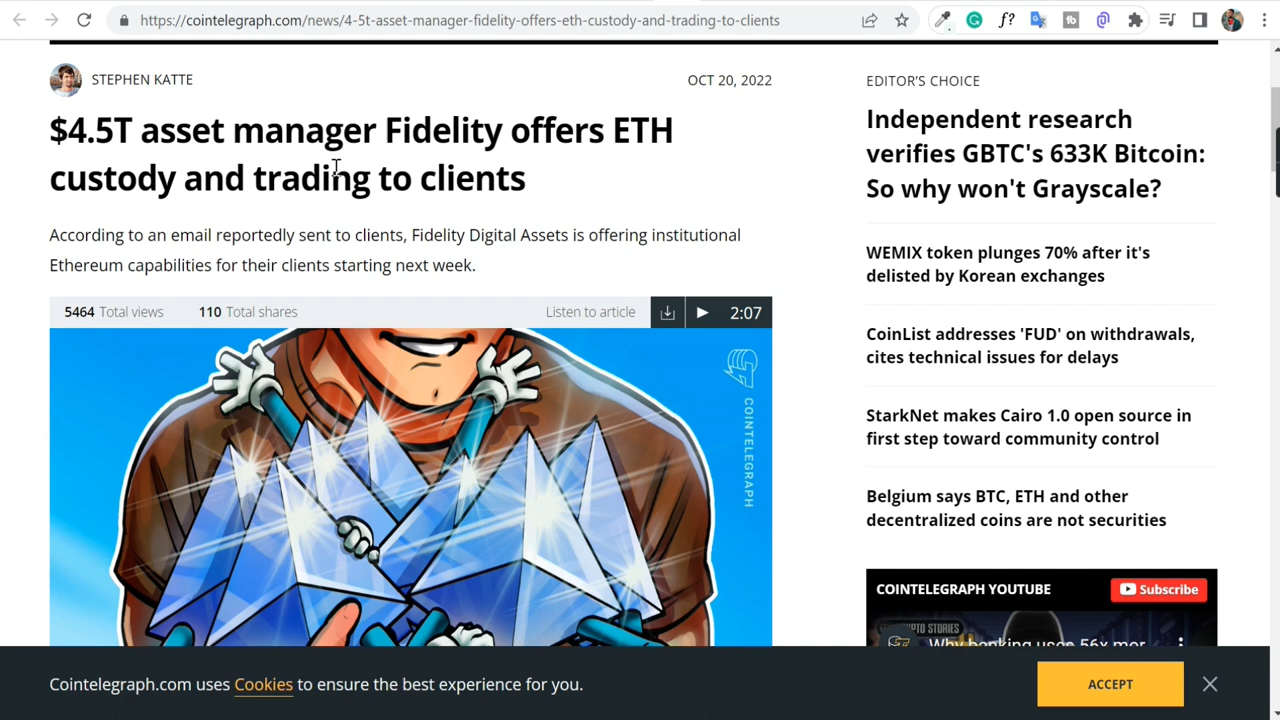 https://cointelegraph.com/news/4-5t-asset-manager-fidelity-offers-eth-custody-and-trading-to-clients
f?
STEPHEN KATTE
OCT 20, 2022
$4.5T asset manager Fidelity offers ETH
custody and trading to clients
According to an email reportedly sent to clients, Fidelity Digital Assets is offering institutional
Ethereum capabilities for their clients starting next week.
5464 Total views 110 Total shares Listen to article 2:07
COINTELEGRAPH
EDITOR'S CHOICE
Independent research
verifies GBTC's 633K Bitcoin:
So why won't Grayscale?
WEMIX token plunges 70% after it's
delisted by Korean exchanges
CoinList addresses 'FUD' on withdrawals,
cites technical issues for delays
StarkNet makes Cairo 1.0 open source in
first step toward community control
Belgium says BTC, ETH and other
decentralized coins are not securities
COINTELEGRAPH YOUTUBE
Subscribe
STORIES
Why banking uses 56x mor
Cointelegraph.com uses Cookies to ensure the best experience for you.
ACCEPT